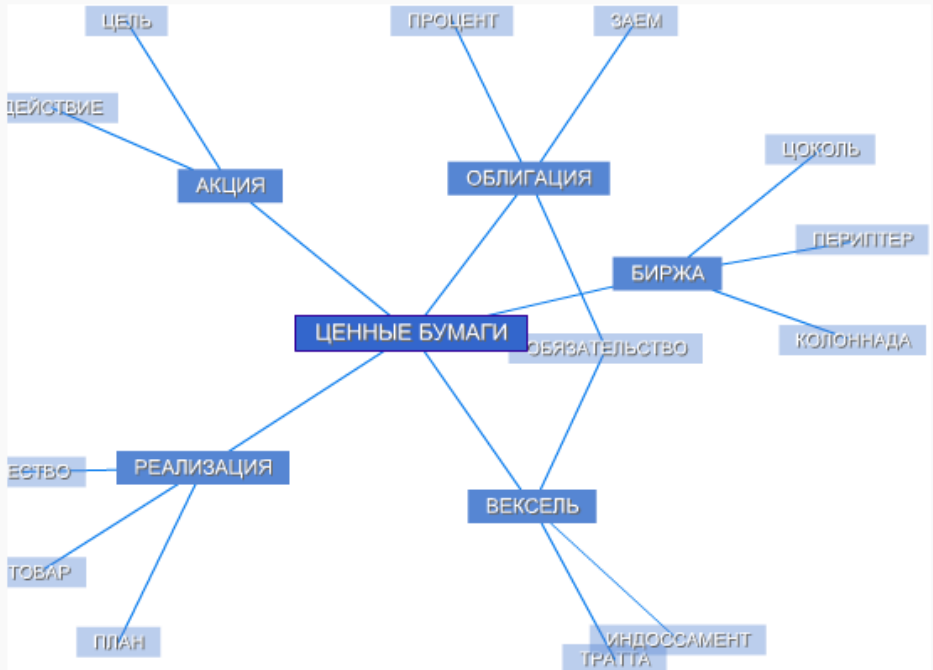 ЦЕЛЬ
ПРОЦЕНТ
ЗАЕМ
ДЕЙСТВИЕ
ЦОКОЛЬ
АКЦИЯ
ОБЛИГАЦИЯ
ПЕРИПТЕР
БИРЖА
ЦЕННЫЕ БУМАГИ
КОЛОННАДА
ОБЯЗАТЕЛЬСТВО
РЕАЛИЗАЦИЯ
ЕСТВО
ВЕКСЕЛЬ
ТОВАР
ПЛАН
ИНДОССАМЕНТ
ТРАТТА